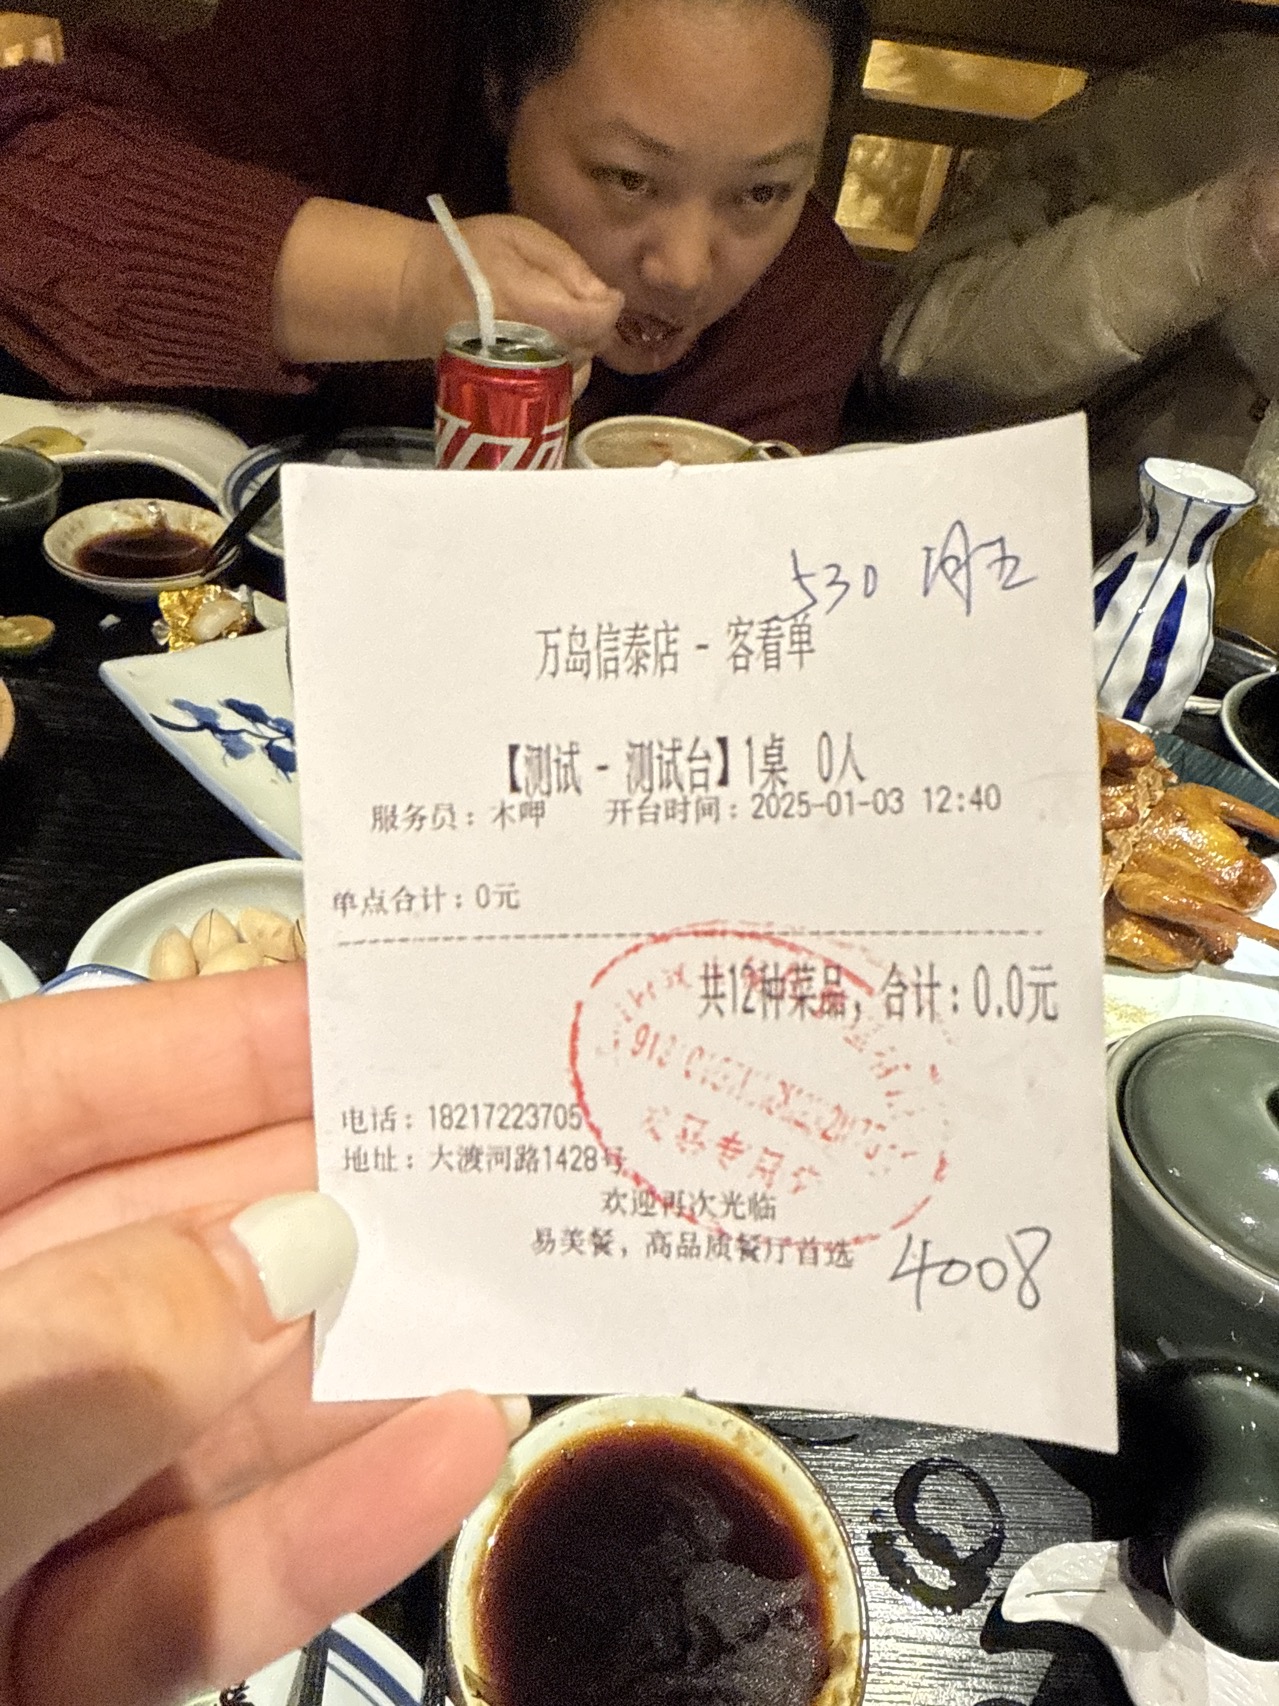 530
万岛信泰店 - 客看单
【测试 - 测试台】1桌 0人
服务员：木呷 开台时间：2025-01-03 12:40
单点合计：0元
共12种菜品，合计：0.0元
电话：18217223705
地址：大渡河路1428号
欢迎再次光临
易美餐，高品质餐厅首选
4008